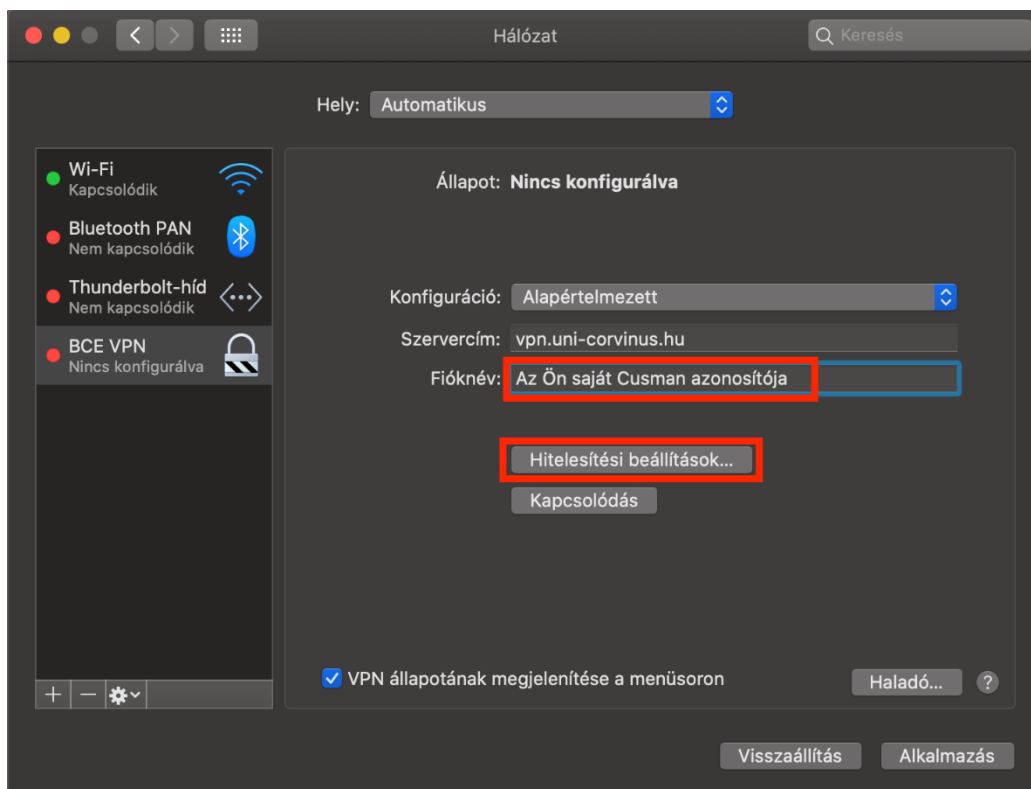 Hálózat
Keresés
Hely: Automatikus
Wi-Fi
Kapcsolódik
Bluetooth PAN
Nem kapcsolódik
Thunderbolt-híd
Nem kapcsolódik
BCE VPN
Nincs konfigurálva
Állapot: Nincs konfigurálva
Konfiguráció: Alapértelmezett
Szervercím: vpn.uni-corvinus.hu
Fióknév: Az Ön saját Cusman azonosítója
Hitelesítési beállítások...
Kapcsolódás
VPN állapotának megjelenítése a menüsoron
Haladó... ?
Visszaállítás Alkalmazás